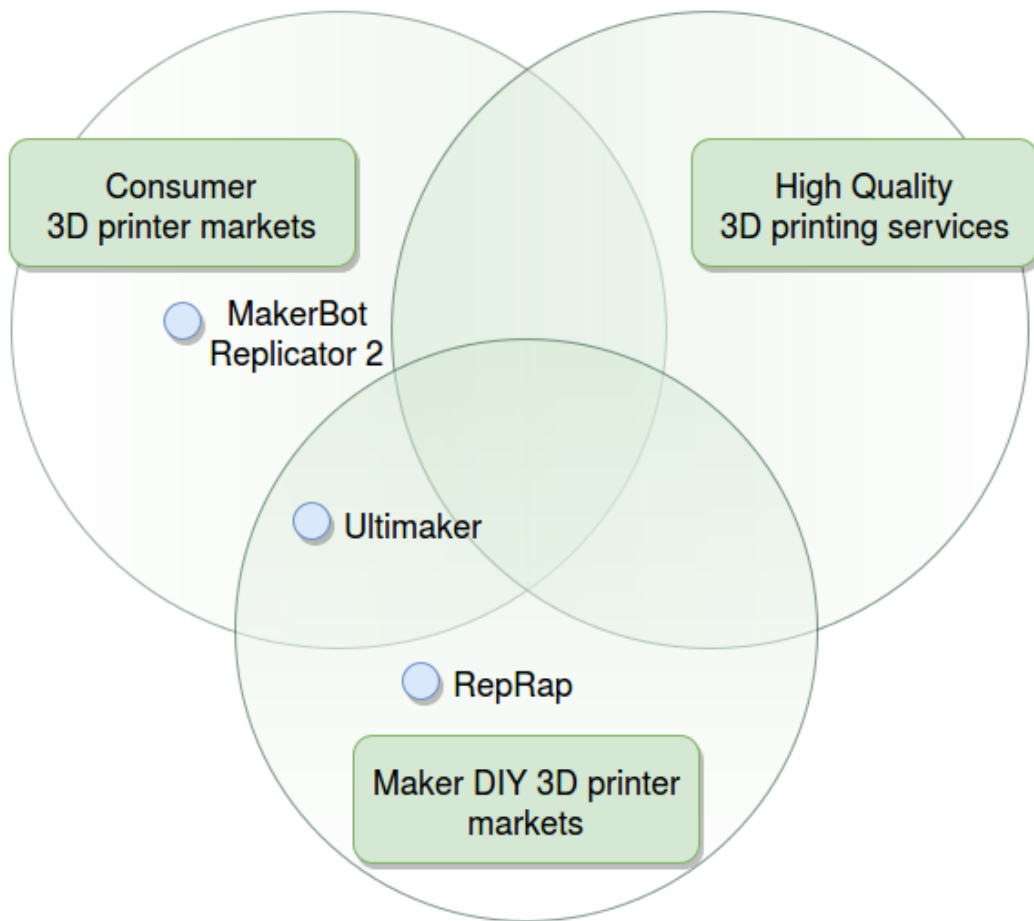 Consumer
3D printer markets
High Quality
3D printing services
MakerBot
Replicator 2
Ultimaker
RepRap
Maker DIY 3D printer
markets